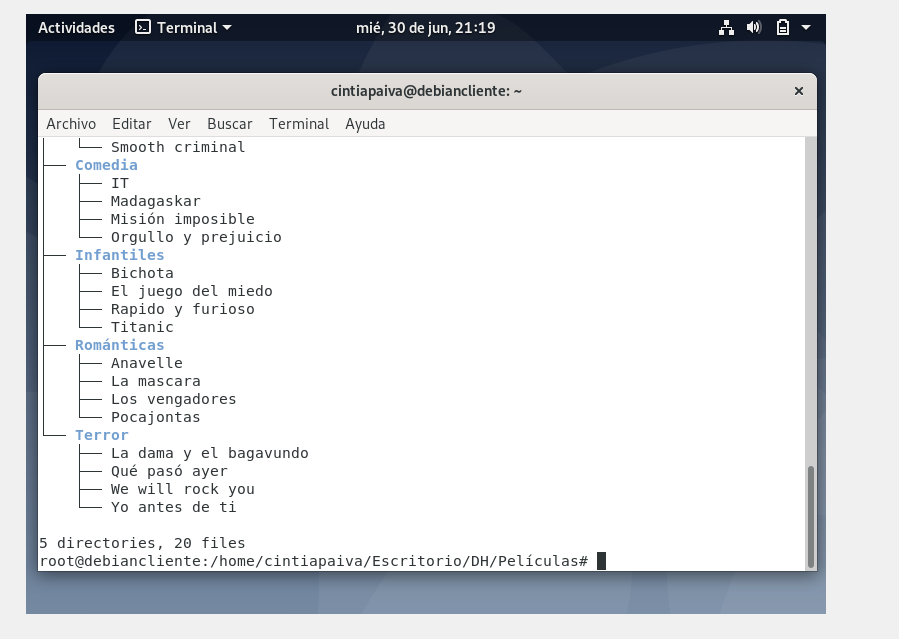 Actividades Terminal mié, 30 de jun, 21:19
cintiapaiva@debiancliente: ~ ×
Archivo Editar Ver Buscar Terminal Ayuda
│   └── Smooth criminal
├── Comedia
│   ├── IT
│   ├── Madagaskar
│   ├── Misión imposible
│   └── Orgullo y prejuicio
├── Infantiles
│   ├── Bichota
│   ├── El juego del miedo
│   ├── Rapido y furioso
│   └── Titanic
├── Románticas
│   ├── Anavelle
│   ├── La mascara
│   ├── Los vengadores
│   └── Pocajontas
└── Terror
    ├── La dama y el bagavundo
    ├── Qué pasó ayer
    ├── We will rock you
    └── Yo antes de ti
5 directories, 20 files
root@debiancliente:/home/cintiapaiva/Escritorio/DH/Películas#